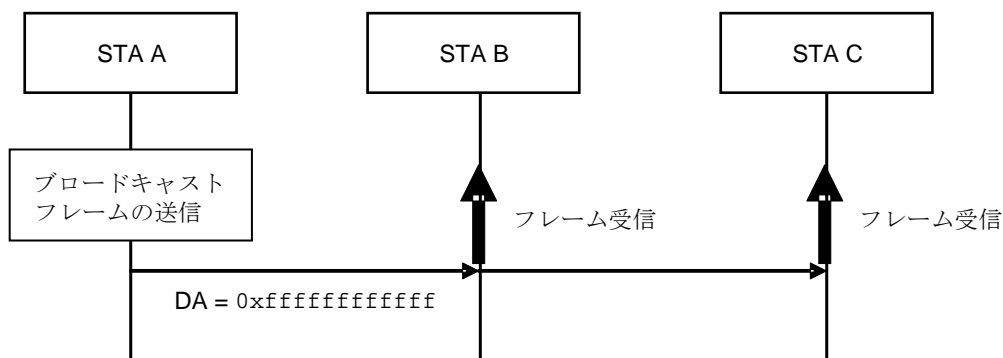 STA A
STA B
STA C
ブロードキャスト
フレームの送信
フレーム受信
フレーム受信
DA = 0xffffffffffff